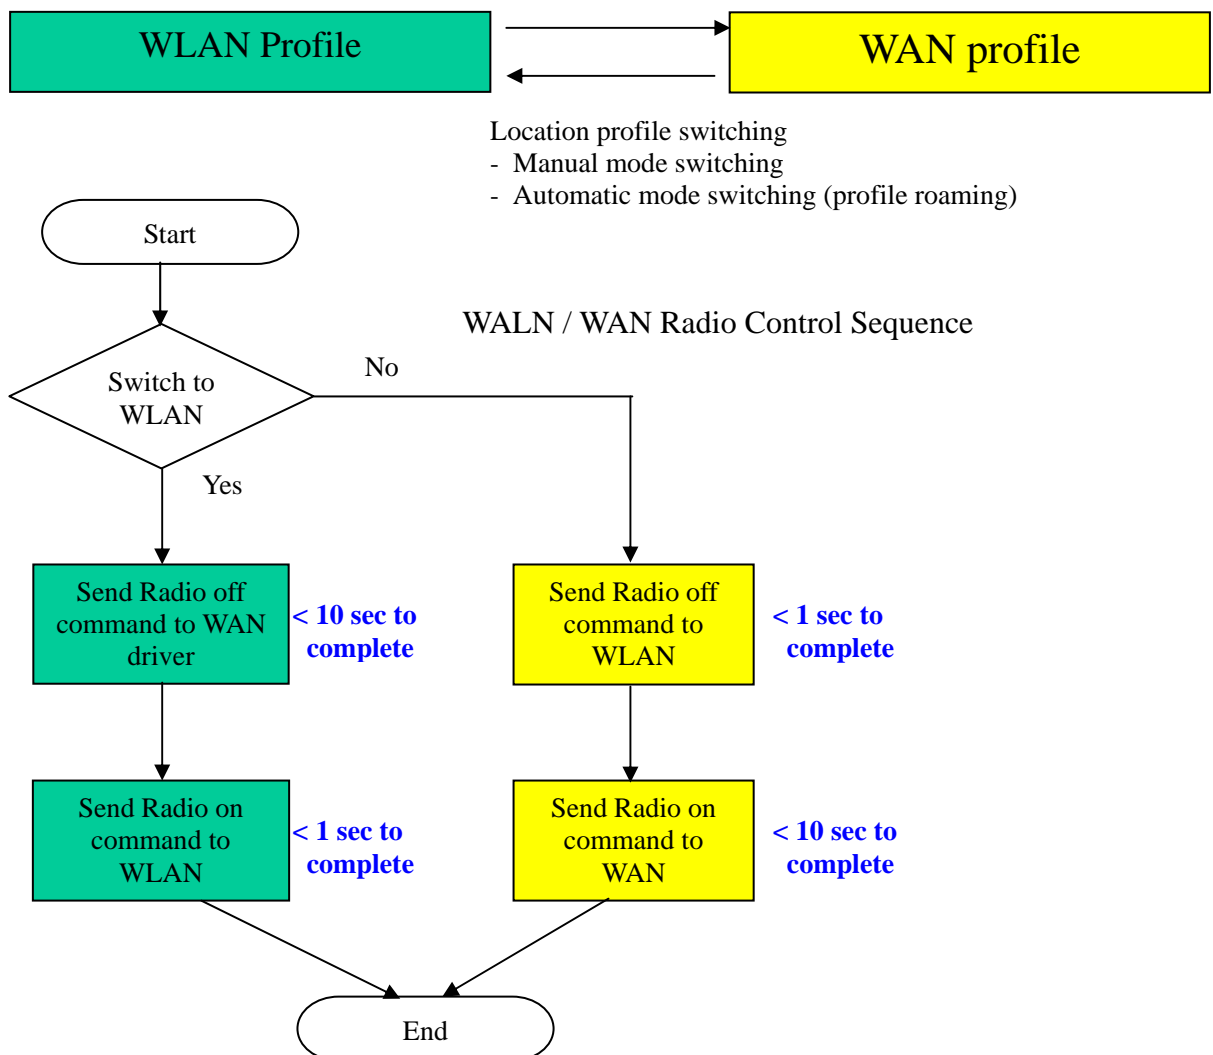 WLAN Profile
WAN profile
Location profile switching
- Manual mode switching
- Automatic mode switching (profile roaming)
Start
WALN / WAN Radio Control Sequence
Switch to
WLAN
No
Yes
Send Radio off
command to WAN
driver
< 10 sec to
complete
Send Radio off
command to
WLAN
< 1 sec to
complete
Send Radio on
command to
WLAN
< 1 sec to
complete
Send Radio on
command to
WAN
< 10 sec to
complete
End